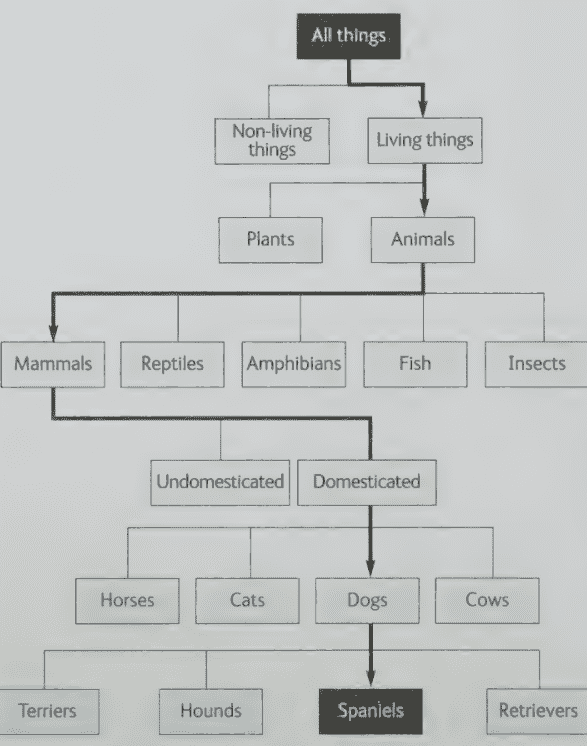 All things
Non-living
things
Living things
Plants
Animals
Mammals
Reptiles
Amphibians
Fish
Insects
Undomesticated
Domesticated
Horses
Cats
Dogs
Cows
Terriers
Hounds
Spaniels
Retrievers